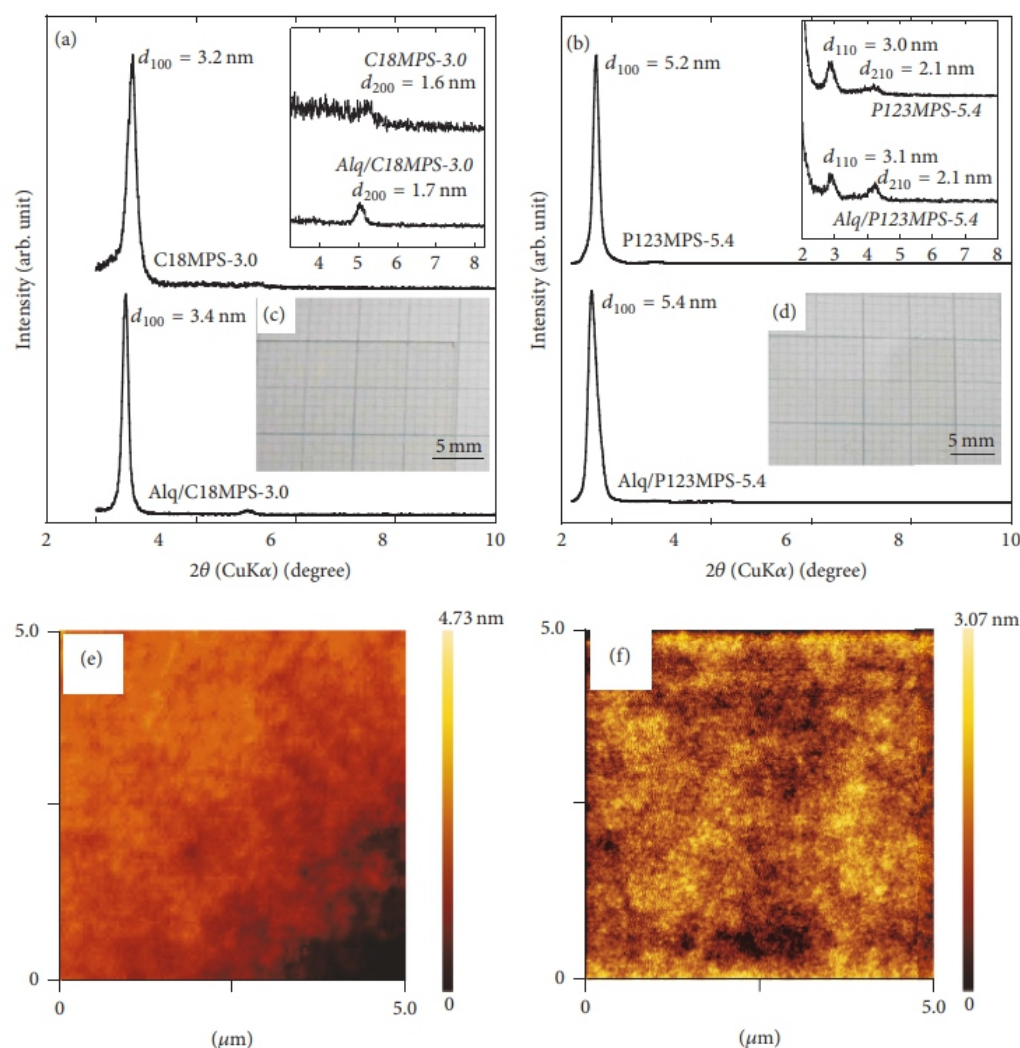 (a)
d100 = 3.2 nm
C18MPS-3.0
d200 = 1.6 nm
Alq/C18MPS-3.0
d200 = 1.7 nm
4 5 6 7 8
C18MPS-3.0
d100 = 3.4 nm
(c)
5 mm
Alq/C18MPS-3.0
Intensity (arb. unit)
2 4 6 8 10
2θ (CuKα) (degree)
(b)
d100 = 5.2 nm
d110 = 3.0 nm
d210 = 2.1 nm
P123MPS-5.4
d110 = 3.1 nm
d210 = 2.1 nm
Alq/P123MPS-5.4
2 3 4 5 6 7 8
P123MPS-5.4
d100 = 5.4 nm
(d)
5 mm
Alq/P123MPS-5.4
Intensity (arb. unit)
2 4 6 8 10
2θ (CuKα) (degree)
(e)
5.0
0
0 5.0
(μm)
4.73 nm
0
(f)
5.0
0
0 5.0
(μm)
3.07 nm
0